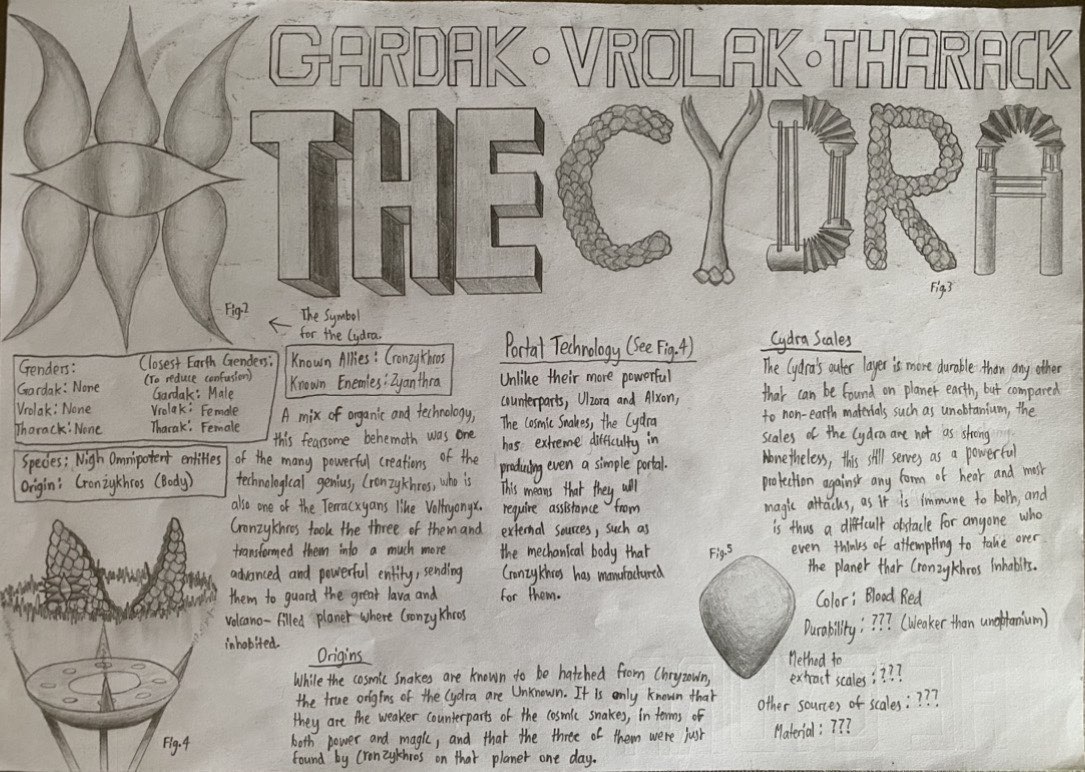 GARDAK · VROLAK · THARACK
THE CYDRA
Fig.2
Fig.3
The Symbol
for the Cydra.
Genders:
Gardak: None
Vrolak: None
Tharack: None
Closest Earth Genders:
(To reduce confusion)
Gardak: Male
Vrolak: Female
Tharak: Female
Species: Nigh Omnipotent entities
Origin: Cronzykhros (Body)
Known Allies: Cronzykhros
Known Enemies: Zyanthra
A mix of organic and technology,
this fearsome behemoth was one
of the many powerful creations of the
technological genius, Cronzykhros, who is
also one of the Terracxyans like Voltryonyx.
Cronzykhros took the three of them and
transformed them into a much more
advanced and powerful entity, sending
them to guard the great lava and
volcano-filled planet where Cronzykhros
inhabited.
Portal Technology (See Fig.4)
Unlike their more powerful
counterparts, Ulzora and Alxon,
The Cosmic Snakes, the Cydra
has extreme difficulty in
producing even a simple portal.
This means that they will
require assistance from
external sources, such as
the mechanical body that
Cronzykhros has manufactured
for them.
Cydra Scales
The Cydra's outer layer is more durable than any other
that can be found on planet earth, but compared
to non-earth materials such as unobtanium, the
scales of the Cydra are not as strong
Nonetheless, this still serves as a powerful
protection against any form of heat and most
magic attacks, as it is immune to both, and
is thus a difficult obstacle for anyone who
even thinks of attempting to take over
the planet that Cronzykhros inhabits.
Fig.5
Color: Blood Red
Durability: ??? (Weaker than unobtanium)
Method to
extract scales: ???
Other sources of scales: ???
Material: ???
Fig.4
Origins
While the cosmic snakes are known to be hatched from Chryzown,
the true origins of the Cydra are Unknown. It is only known that
they are the weaker counterparts of the cosmic snakes, in terms of
both power and magic, and that the three of them were just
found by Cronzykhros on that planet one day.